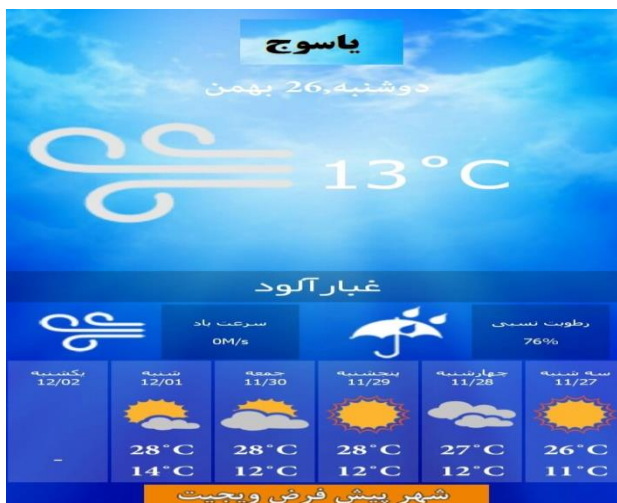 یاسوج
دوشنبه,26 بهمن
13°C
غبارآلود
رطوبت نسبی
76%
سرعت باد
0M/s
سه شنبه
11/27
26°C
11°C
چهارشنبه
11/28
27°C
12°C
پنجشنبه
11/29
28°C
12°C
جمعه
11/30
28°C
12°C
شنبه
12/01
28°C
14°C
یکشنبه
12/02
-
شهر پیش فرض ویجیت